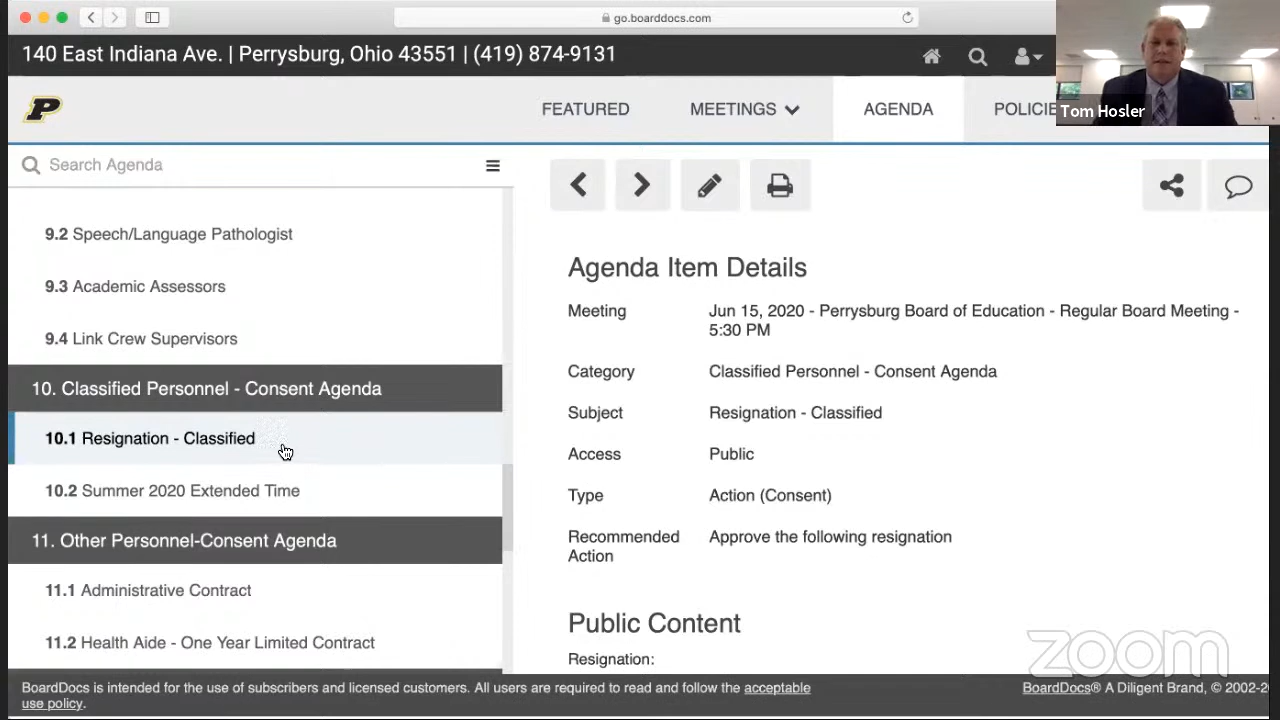 go.boarddocs.com
140 East Indiana Ave. | Perrysburg, Ohio 43551 | (419) 874-9131
Tom Hosler
P
FEATURED
MEETINGS
AGENDA
POLICIE
Search Agenda
9.2 Speech/Language Pathologist
9.3 Academic Assessors
9.4 Link Crew Supervisors
10. Classified Personnel - Consent Agenda
10.1 Resignation - Classified
10.2 Summer 2020 Extended Time
11. Other Personnel-Consent Agenda
11.1 Administrative Contract
11.2 Health Aide - One Year Limited Contract
Agenda Item Details
Meeting
Jun 15, 2020 - Perrysburg Board of Education - Regular Board Meeting -
5:30 PM
Category
Classified Personnel - Consent Agenda
Subject
Resignation - Classified
Access
Public
Type
Action (Consent)
Recommended
Action
Approve the following resignation
Public Content
Resignation:
zoom
BoardDocs is intended for the use of subscribers and licensed customers. All users are required to read and follow the acceptable
use policy.
BoardDocs® A Diligent Brand, © 2002-2